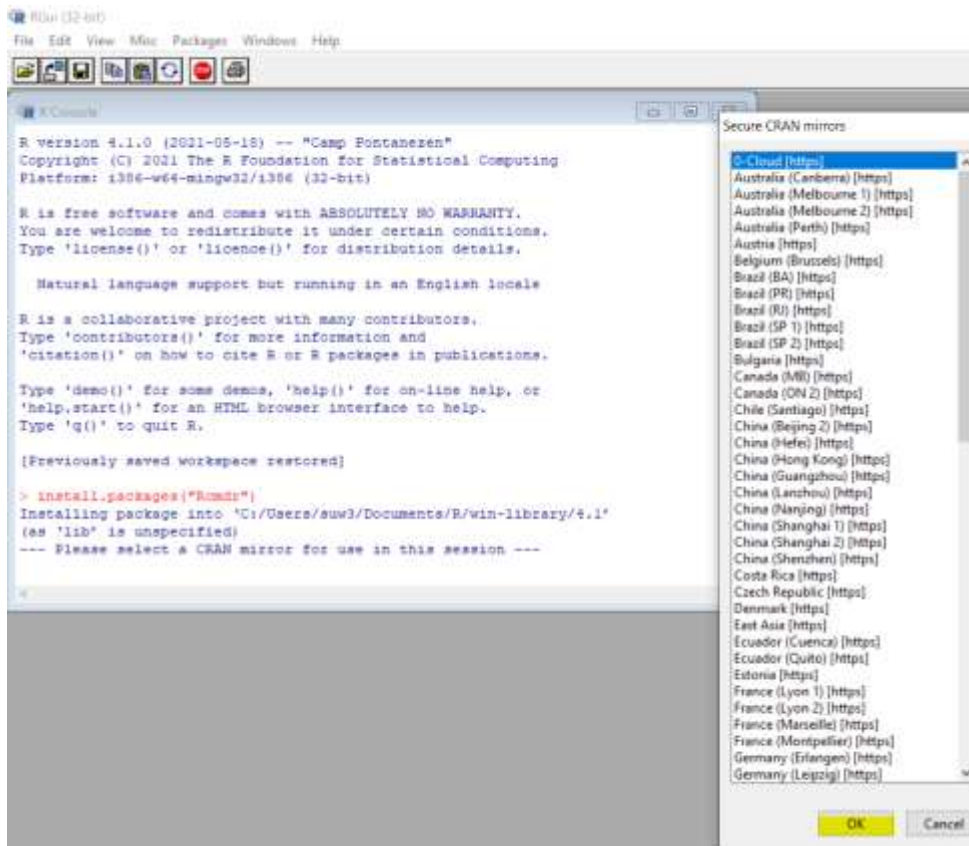 RGui (32-bit)
File Edit View Misc Packages Windows Help
R Console
R version 4.1.0 (2021-05-18) -- "Camp Pontanezen"
Copyright (C) 2021 The R Foundation for Statistical Computing
Platform: i386-w64-mingw32/i386 (32-bit)
R is free software and comes with ABSOLUTELY NO WARRANTY.
You are welcome to redistribute it under certain conditions.
Type 'license()' or 'licence()' for distribution details.
Natural language support but running in an English locale
R is a collaborative project with many contributors.
Type 'contributors()' for more information and
'citation()' on how to cite R or R packages in publications.
Type 'demo()' for some demos, 'help()' for on-line help, or
'help.start()' for an HTML browser interface to help.
Type 'q()' to quit R.
[Previously saved workspace restored]
> install.packages("Rcmdr")
Installing package into 'C:/Users/suw3/Documents/R/win-library/4.1'
(as 'lib' is unspecified)
--- Please select a CRAN mirror for use in this session ---
Secure CRAN mirrors
0-Cloud [https]
Australia (Canberra) [https]
Australia (Melbourne 1) [https]
Australia (Melbourne 2) [https]
Australia (Perth) [https]
Austria [https]
Belgium (Brussels) [https]
Brazil (BA) [https]
Brazil (PR) [https]
Brazil (RJ) [https]
Brazil (SP 1) [https]
Brazil (SP 2) [https]
Bulgaria [https]
Canada (MB) [https]
Canada (ON 2) [https]
Chile (Santiago) [https]
China (Beijing 2) [https]
China (Hefei) [https]
China (Hong Kong) [https]
China (Guangzhou) [https]
China (Lanzhou) [https]
China (Nanjing) [https]
China (Shanghai 1) [https]
China (Shanghai 2) [https]
China (Shenzhen) [https]
Costa Rica [https]
Czech Republic [https]
Denmark [https]
East Asia [https]
Ecuador (Cuenca) [https]
Ecuador (Quito) [https]
Estonia [https]
France (Lyon 1) [https]
France (Lyon 2) [https]
France (Marseille) [https]
France (Montpellier) [https]
Germany (Erlangen) [https]
Germany (Leipzig) [https]
OK Cancel